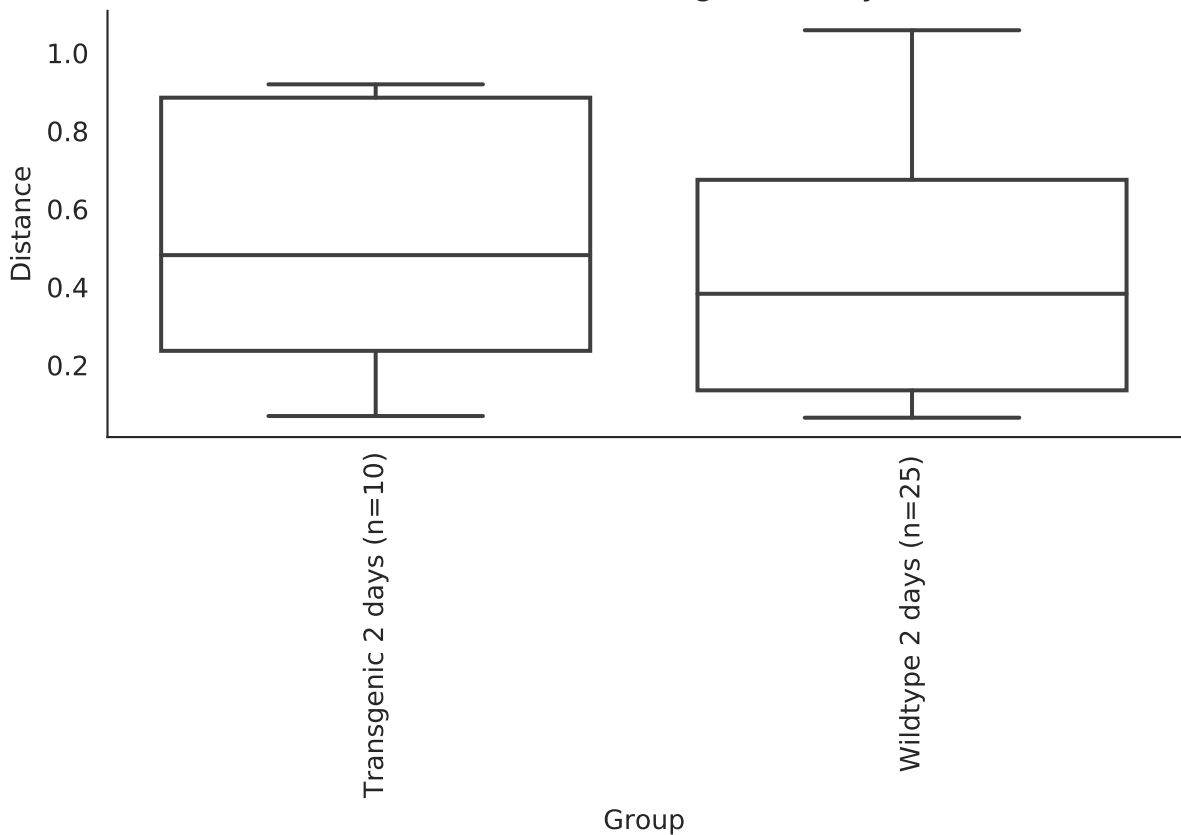 1.0
0.8
0.6
0.4
0.2
Distance
Transgenic 2 days (n=10)
Wildtype 2 days (n=25)
Group